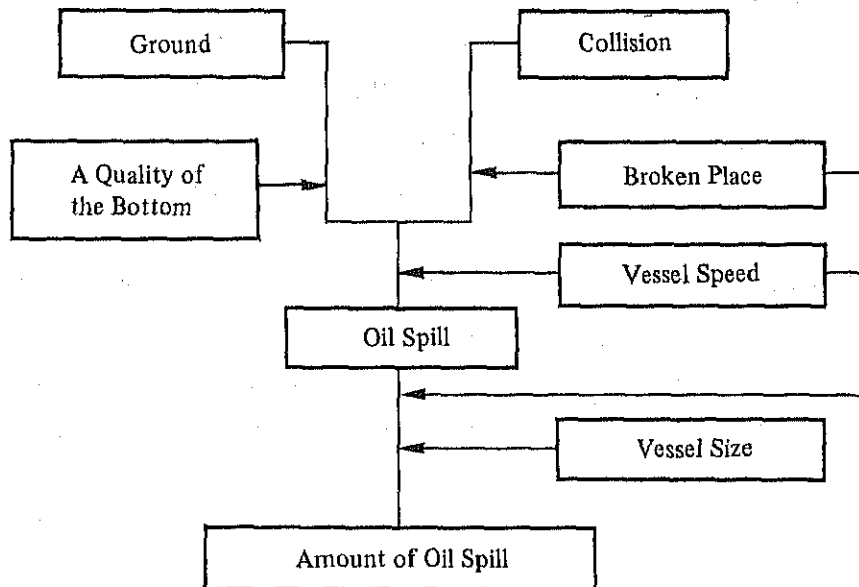 Ground
Collision
A Quality of
the Bottom
Broken Place
Vessel Speed
Oil Spill
Vessel Size
Amount of Oil Spill